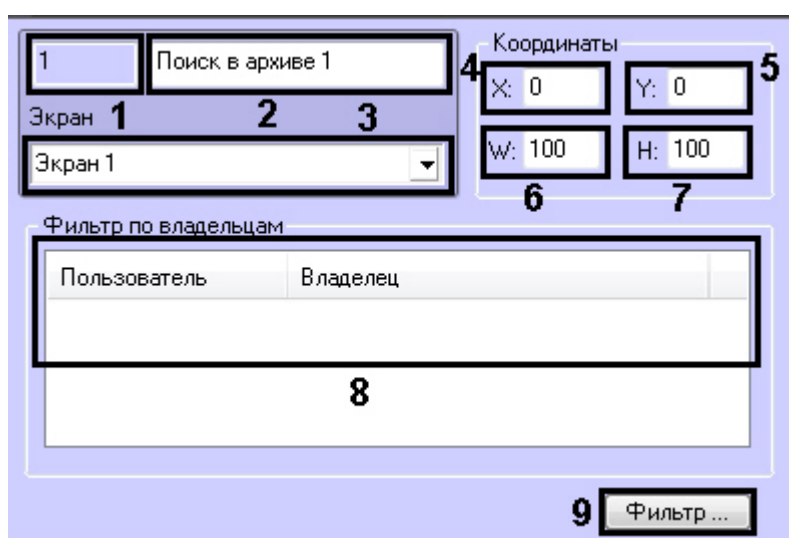 1 Поиск в архиве 1
Экран 1 2 3
Экран 1
Координаты
4 X: 0 Y: 0 5
W: 100 H: 100
6 7
Фильтр по владельцам
Пользователь Владелец
8
9 Фильтр ...